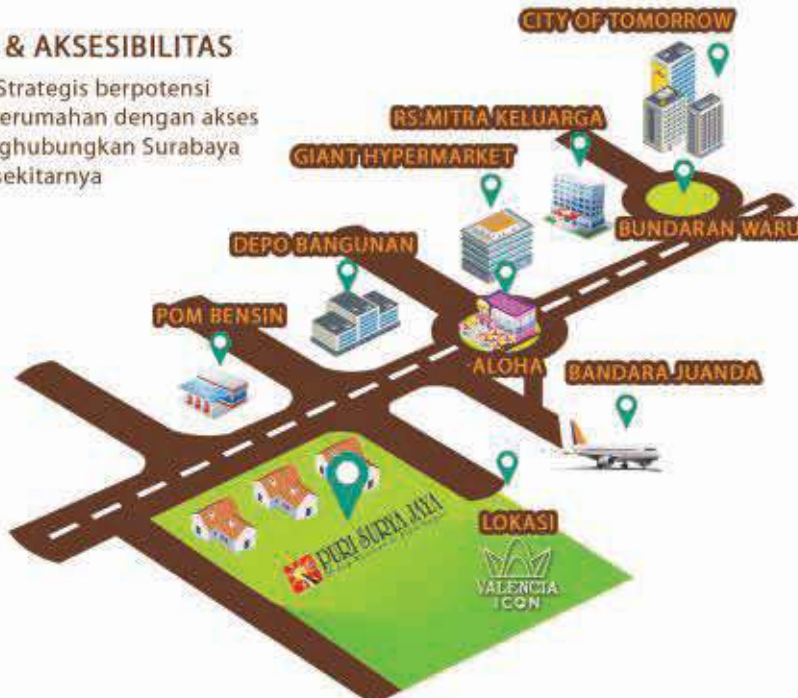 & AKSESIBILITAS
Strategis berpotensi
erumahan dengan akses
ghubungkan Surabaya
sekitarnya
CITY OF TOMORROW
RS.MITRA KELUARGA
GIANT HYPERMARKET
BUNDARAN WARU
DEPO BANGUNAN
POM BENSIN
ALOHA
BANDARA JUANDA
PURI SURYA JAYA
LOKASI
VALENCIA
ICON